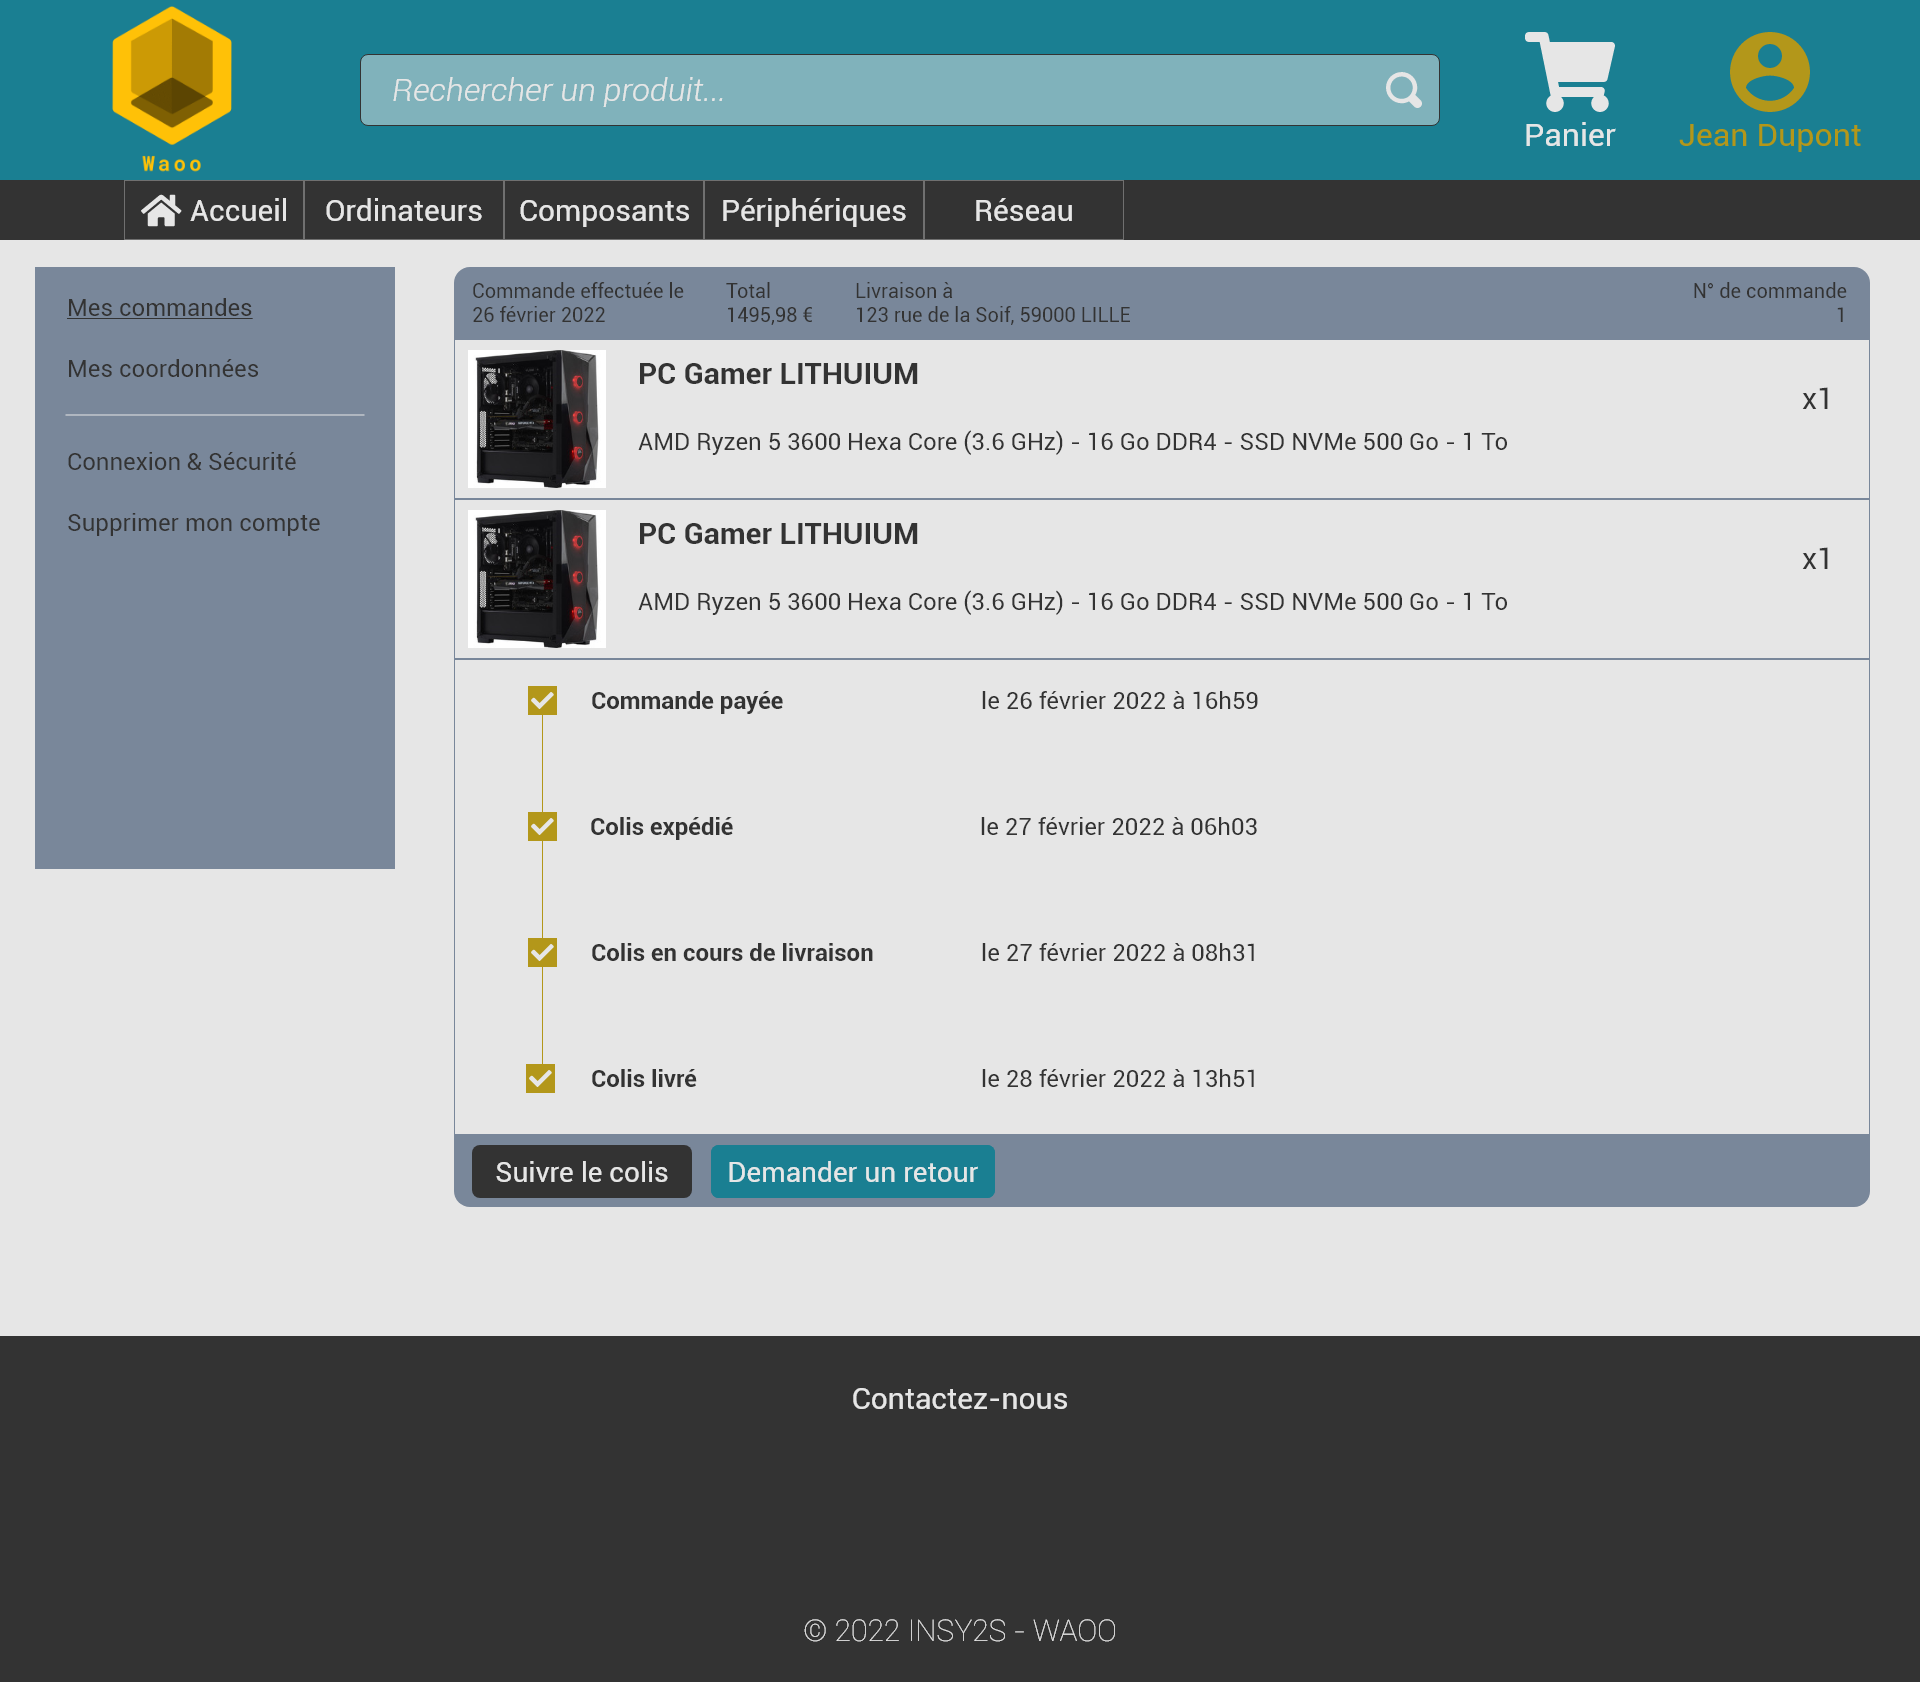 Waoo
Rechercher un produit...
Panier
Jean Dupont
Accueil
Ordinateurs
Composants
Périphériques
Réseau
Mes commandes
Mes coordonnées
Connexion & Sécurité
Supprimer mon compte
Commande effectuée le
26 février 2022
Total
1495,98 €
Livraison à
123 rue de la Soif, 59000 LILLE
N° de commande
1
PC Gamer LITHUIUM
AMD Ryzen 5 3600 Hexa Core (3.6 GHz) - 16 Go DDR4 - SSD NVMe 500 Go - 1 To
x1
PC Gamer LITHUIUM
AMD Ryzen 5 3600 Hexa Core (3.6 GHz) - 16 Go DDR4 - SSD NVMe 500 Go - 1 To
x1
Commande payée le 26 février 2022 à 16h59
Colis expédié le 27 février 2022 à 06h03
Colis en cours de livraison le 27 février 2022 à 08h31
Colis livré le 28 février 2022 à 13h51
Suivre le colis
Demander un retour
Contactez-nous
© 2022 INSY2S - WAOO